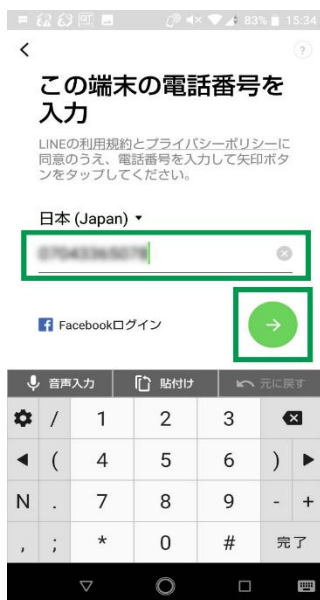 83% 15:34
?
この端末の電話番号を
入力
LINEの利用規約とプライバシーポリシーに
同意のうえ、電話番号を入力して矢印ボタ
ンをタップしてください。
日本 (Japan)
Facebookログイン
音声入力 貼付け 元に戻す
/ 1 2 3
( 4 5 6 )
N . 7 8 9 - +
, ; * 0 # 完了